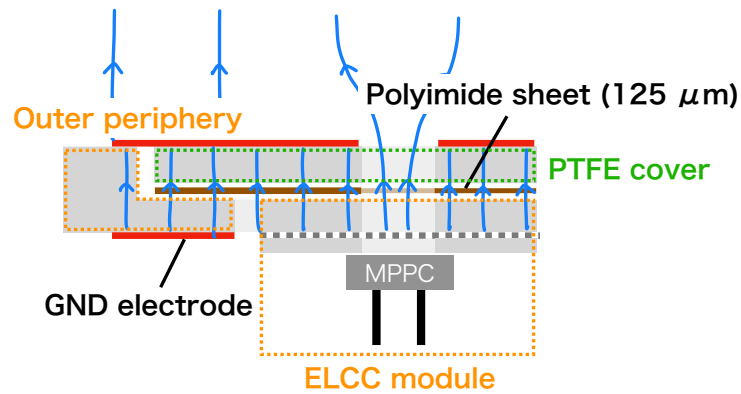 Polyimide sheet (125 μm)
Outer periphery
PTFE cover
MPPC
GND electrode
ELCC module